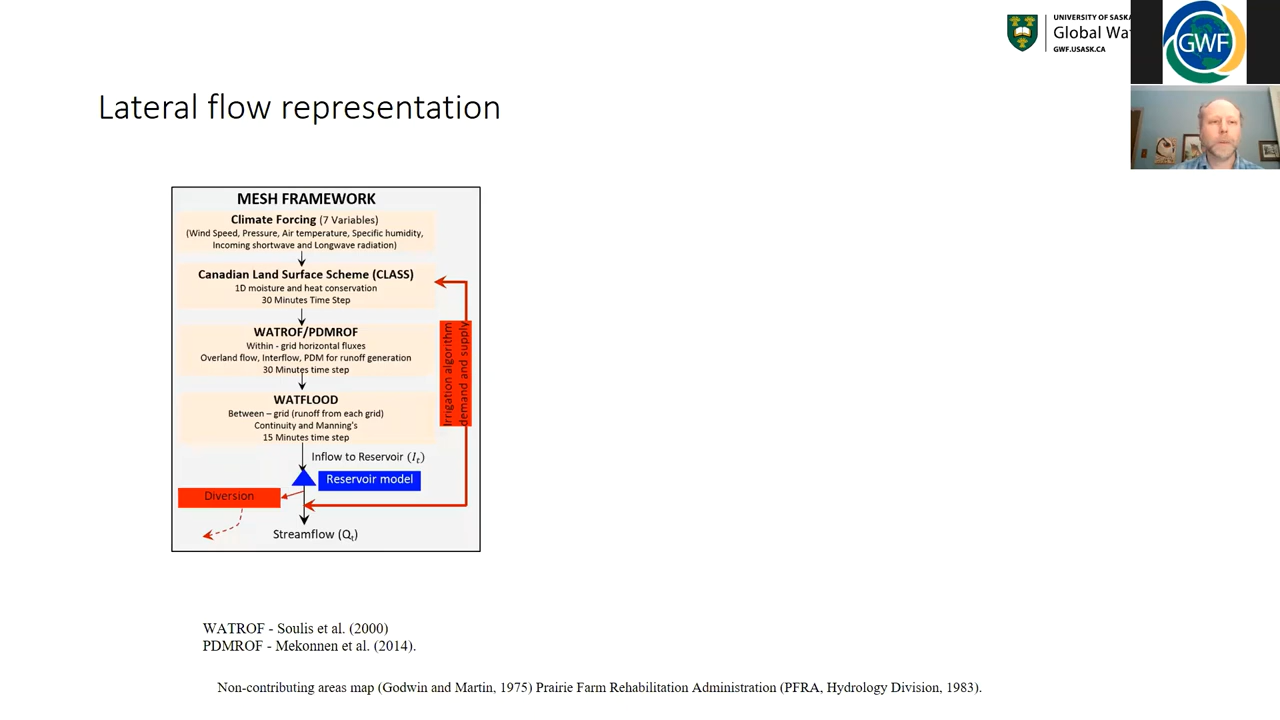 UNIVERSITY OF SASKA
Global Wat
GWF.USASK.CA
GWF
Lateral flow representation
MESH FRAMEWORK
Climate Forcing (7 Variables)
(Wind Speed, Pressure, Air temperature, Specific humidity,
Incoming shortwave and Longwave radiation)
Canadian Land Surface Scheme (CLASS)
1D moisture and heat conservation
30 Minutes Time Step
WATROF/PDMROF
Within - grid horizontal fluxes
Overland flow, Interflow, PDM for runoff generation
30 Minutes time step
Irrigation algorithm
demand and supply
WATFLOOD
Between – grid (runoff from each grid)
Continuity and Manning's
15 Minutes time step
Inflow to Reservoir (Iₜ)
Reservoir model
Diversion
Streamflow (Qₜ)
WATROF - Soulis et al. (2000)
PDMROF - Mekonnen et al. (2014).
Non-contributing areas map (Godwin and Martin, 1975) Prairie Farm Rehabilitation Administration (PFRA, Hydrology Division, 1983).